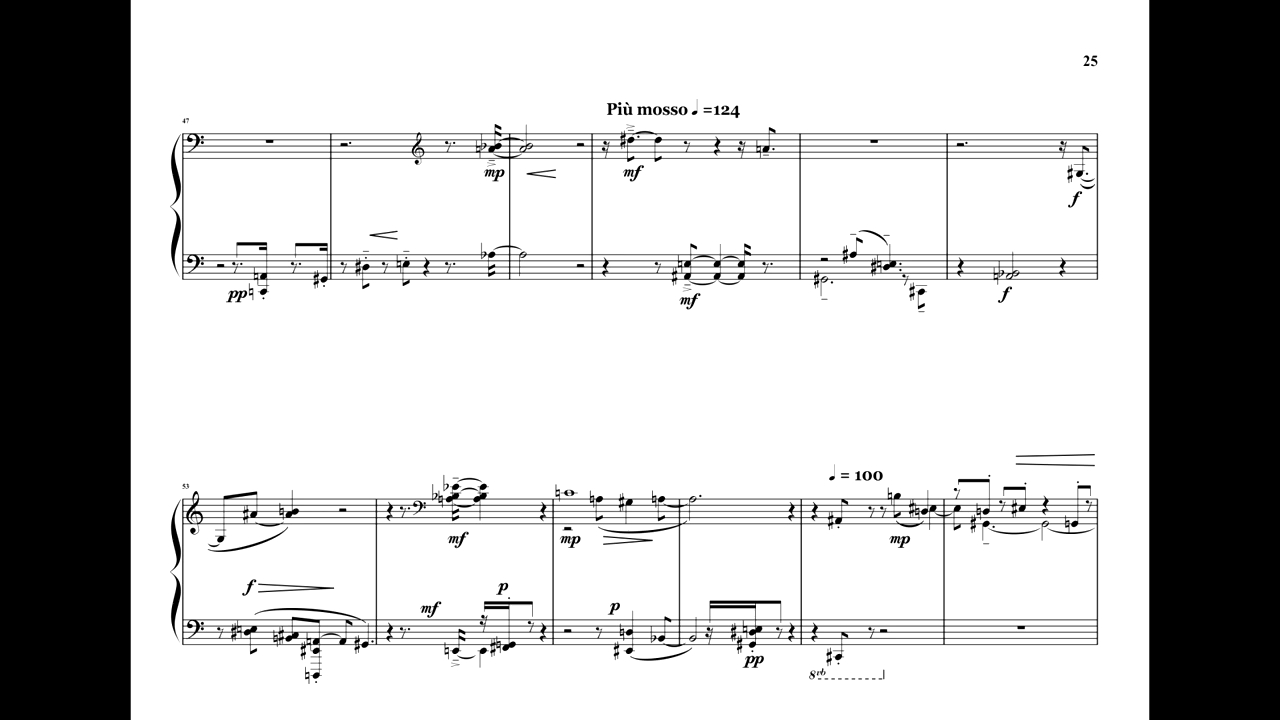 25
47
Più mosso ♩ =124
mp
mf
f
pp
mf
f
53
♩ = 100
mf
mp
mp
f
mf
p
p
pp
8vb